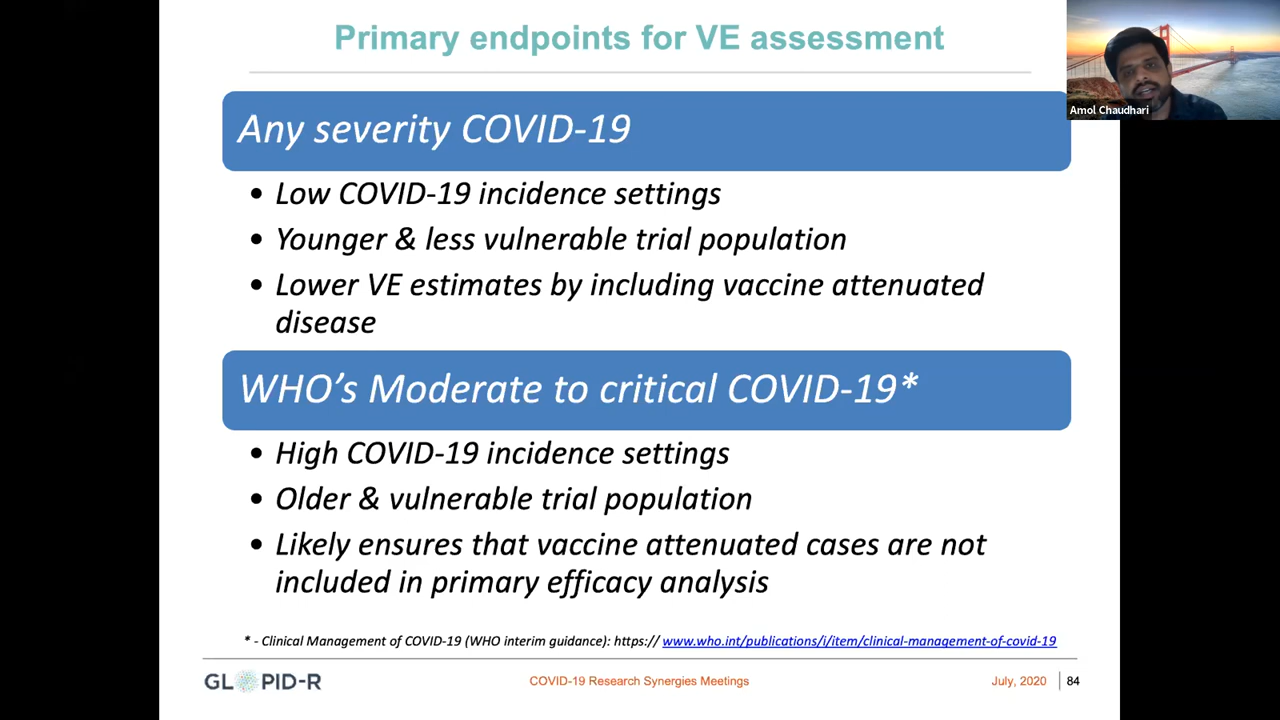 Primary endpoints for VE assessment
Amol Chaudhari
Any severity COVID-19
• Low COVID-19 incidence settings
• Younger & less vulnerable trial population
• Lower VE estimates by including vaccine attenuated
disease
WHO's Moderate to critical COVID-19*
• High COVID-19 incidence settings
• Older & vulnerable trial population
• Likely ensures that vaccine attenuated cases are not
included in primary efficacy analysis
* - Clinical Management of COVID-19 (WHO interim guidance): https:// www.who.int/publications/i/item/clinical-management-of-covid-19
GLOPID-R
COVID-19 Research Synergies Meetings
July, 2020
84